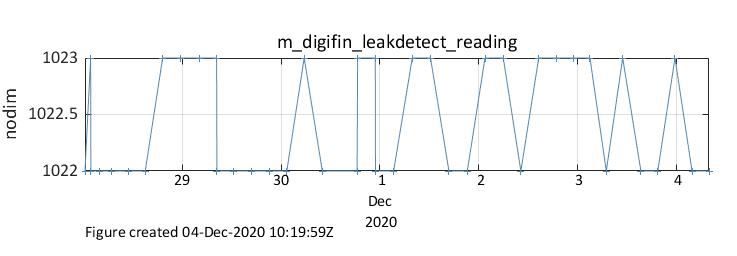 m_digifin_leakdetect_reading
1023
1022.5
1022
nodim
29 30 1 2 3 4
Dec
2020
Figure created 04-Dec-2020 10:19:59Z